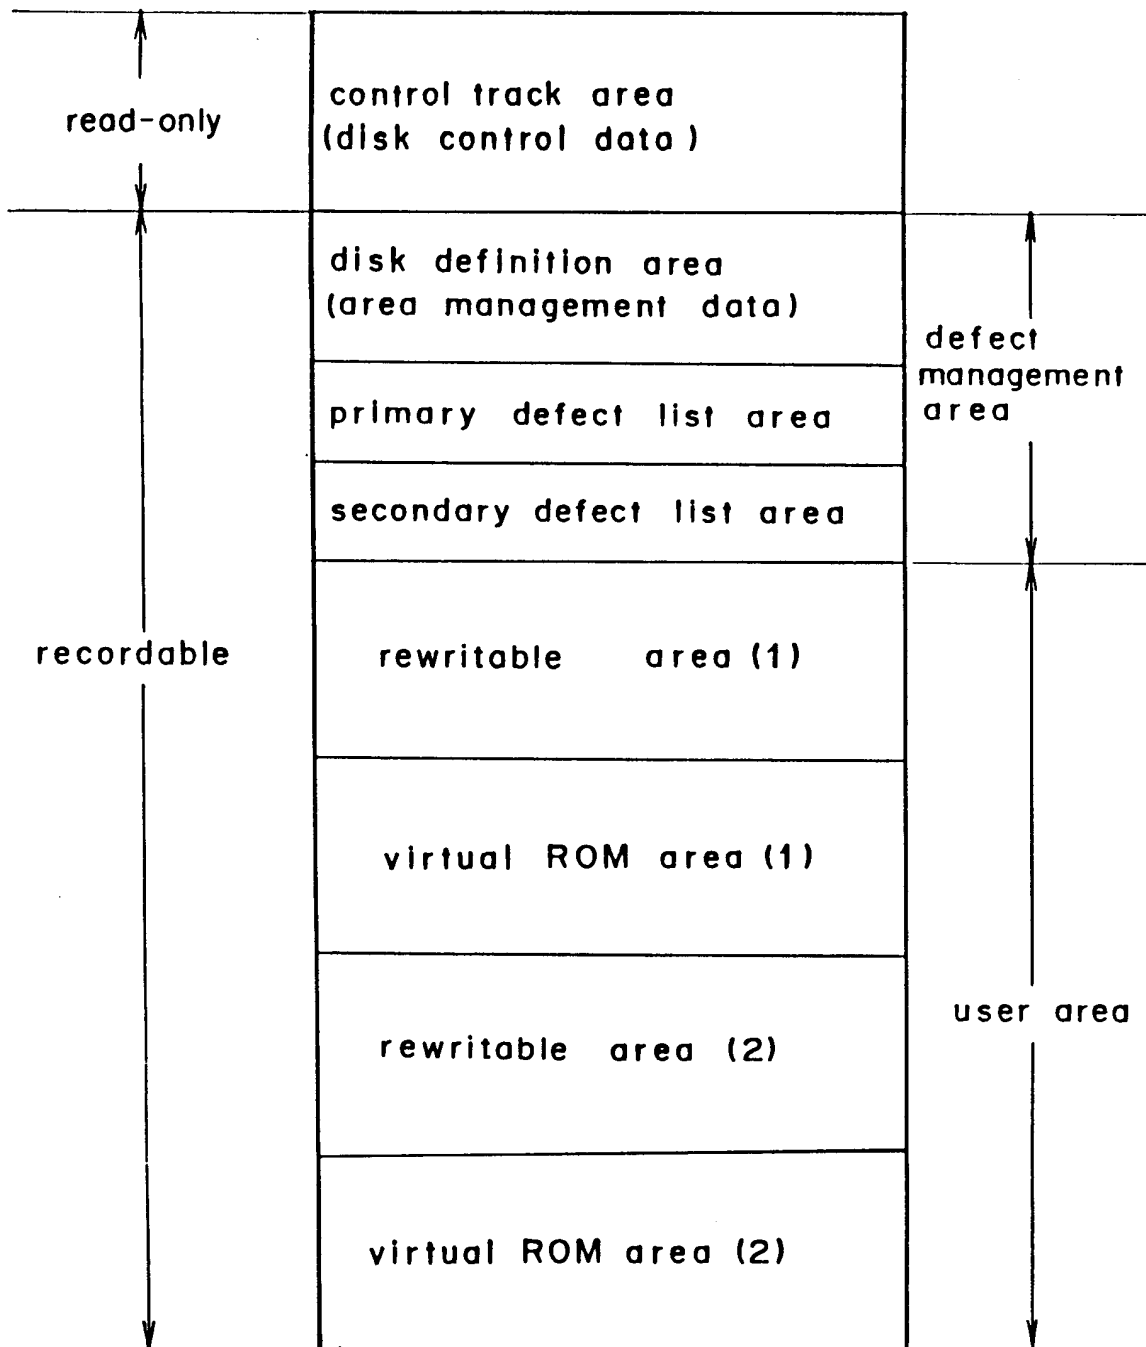 read-only
control track area
(disk control data)
disk definition area
(area management data)
defect
management
area
primary defect list area
secondary defect list area
recordable
rewritable area (1)
virtual ROM area (1)
user area
rewritable area (2)
virtual ROM area (2)